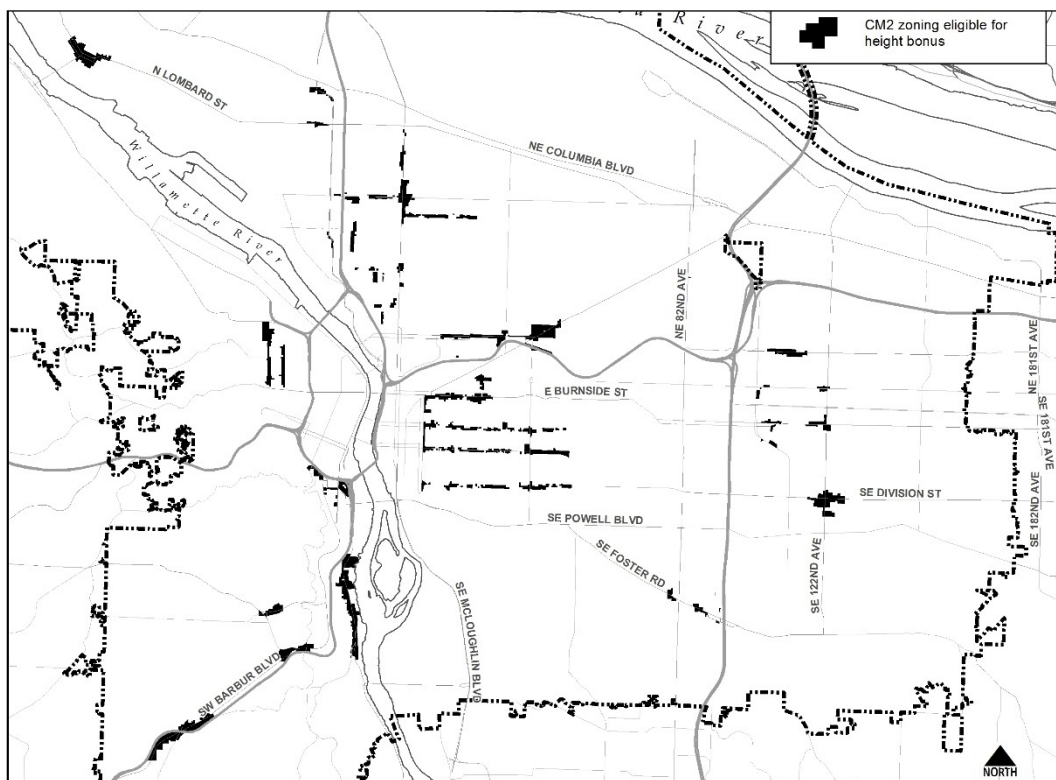 River
CM2 zoning eligible for
height bonus
N LOMBARD ST
Willamette River
NE COLUMBIA BLVD
NE 82ND AVE
NE 181ST AVE
SE 181ST AVE
E BURNSIDE ST
SE DIVISION ST
SE 182ND AVE
SE POWELL BLVD
SE FOSTER RD
SE 122ND AVE
SE MCLOUGHLIN BLVD
SW BARBUR BLVD
NORTH